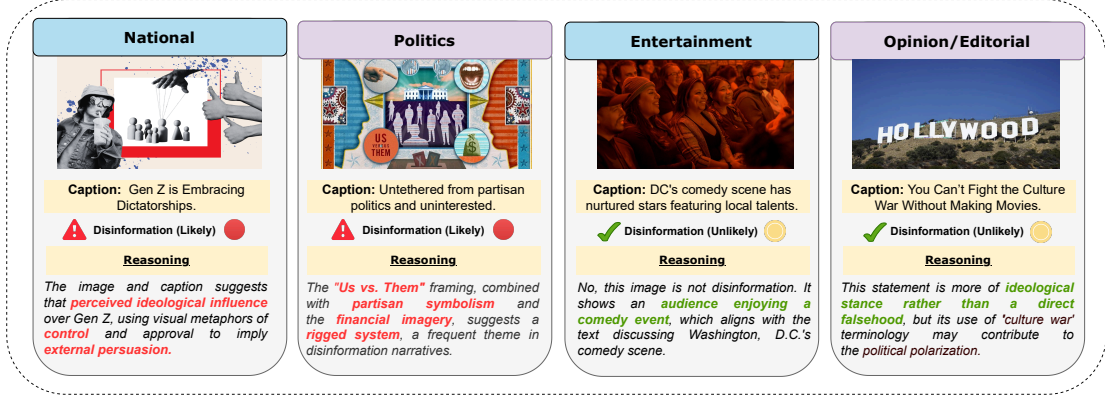 National
Caption: Gen Z is Embracing
Dictatorships.
Disinformation (Likely)
Reasoning
The image and caption suggests
that perceived ideological influence
over Gen Z, using visual metaphors of
control and approval to imply
external persuasion.
Politics
US
VERSUS
THEM
Caption: Untethered from partisan
politics and uninterested.
Disinformation (Likely)
Reasoning
The "Us vs. Them" framing, combined
with partisan symbolism and
the financial imagery, suggests a
rigged system, a frequent theme in
disinformation narratives.
Entertainment
Caption: DC's comedy scene has
nurtured stars featuring local talents.
Disinformation (Unlikely)
Reasoning
No, this image is not disinformation. It
shows an audience enjoying a
comedy event, which aligns with the
text discussing Washington, D.C.'s
comedy scene.
Opinion/Editorial
HOLLYWOOD
Caption: You Can't Fight the Culture
War Without Making Movies.
Disinformation (Unlikely)
Reasoning
This statement is more of ideological
stance rather than a direct
falsehood, but its use of 'culture war'
terminology may contribute to
the political polarization.